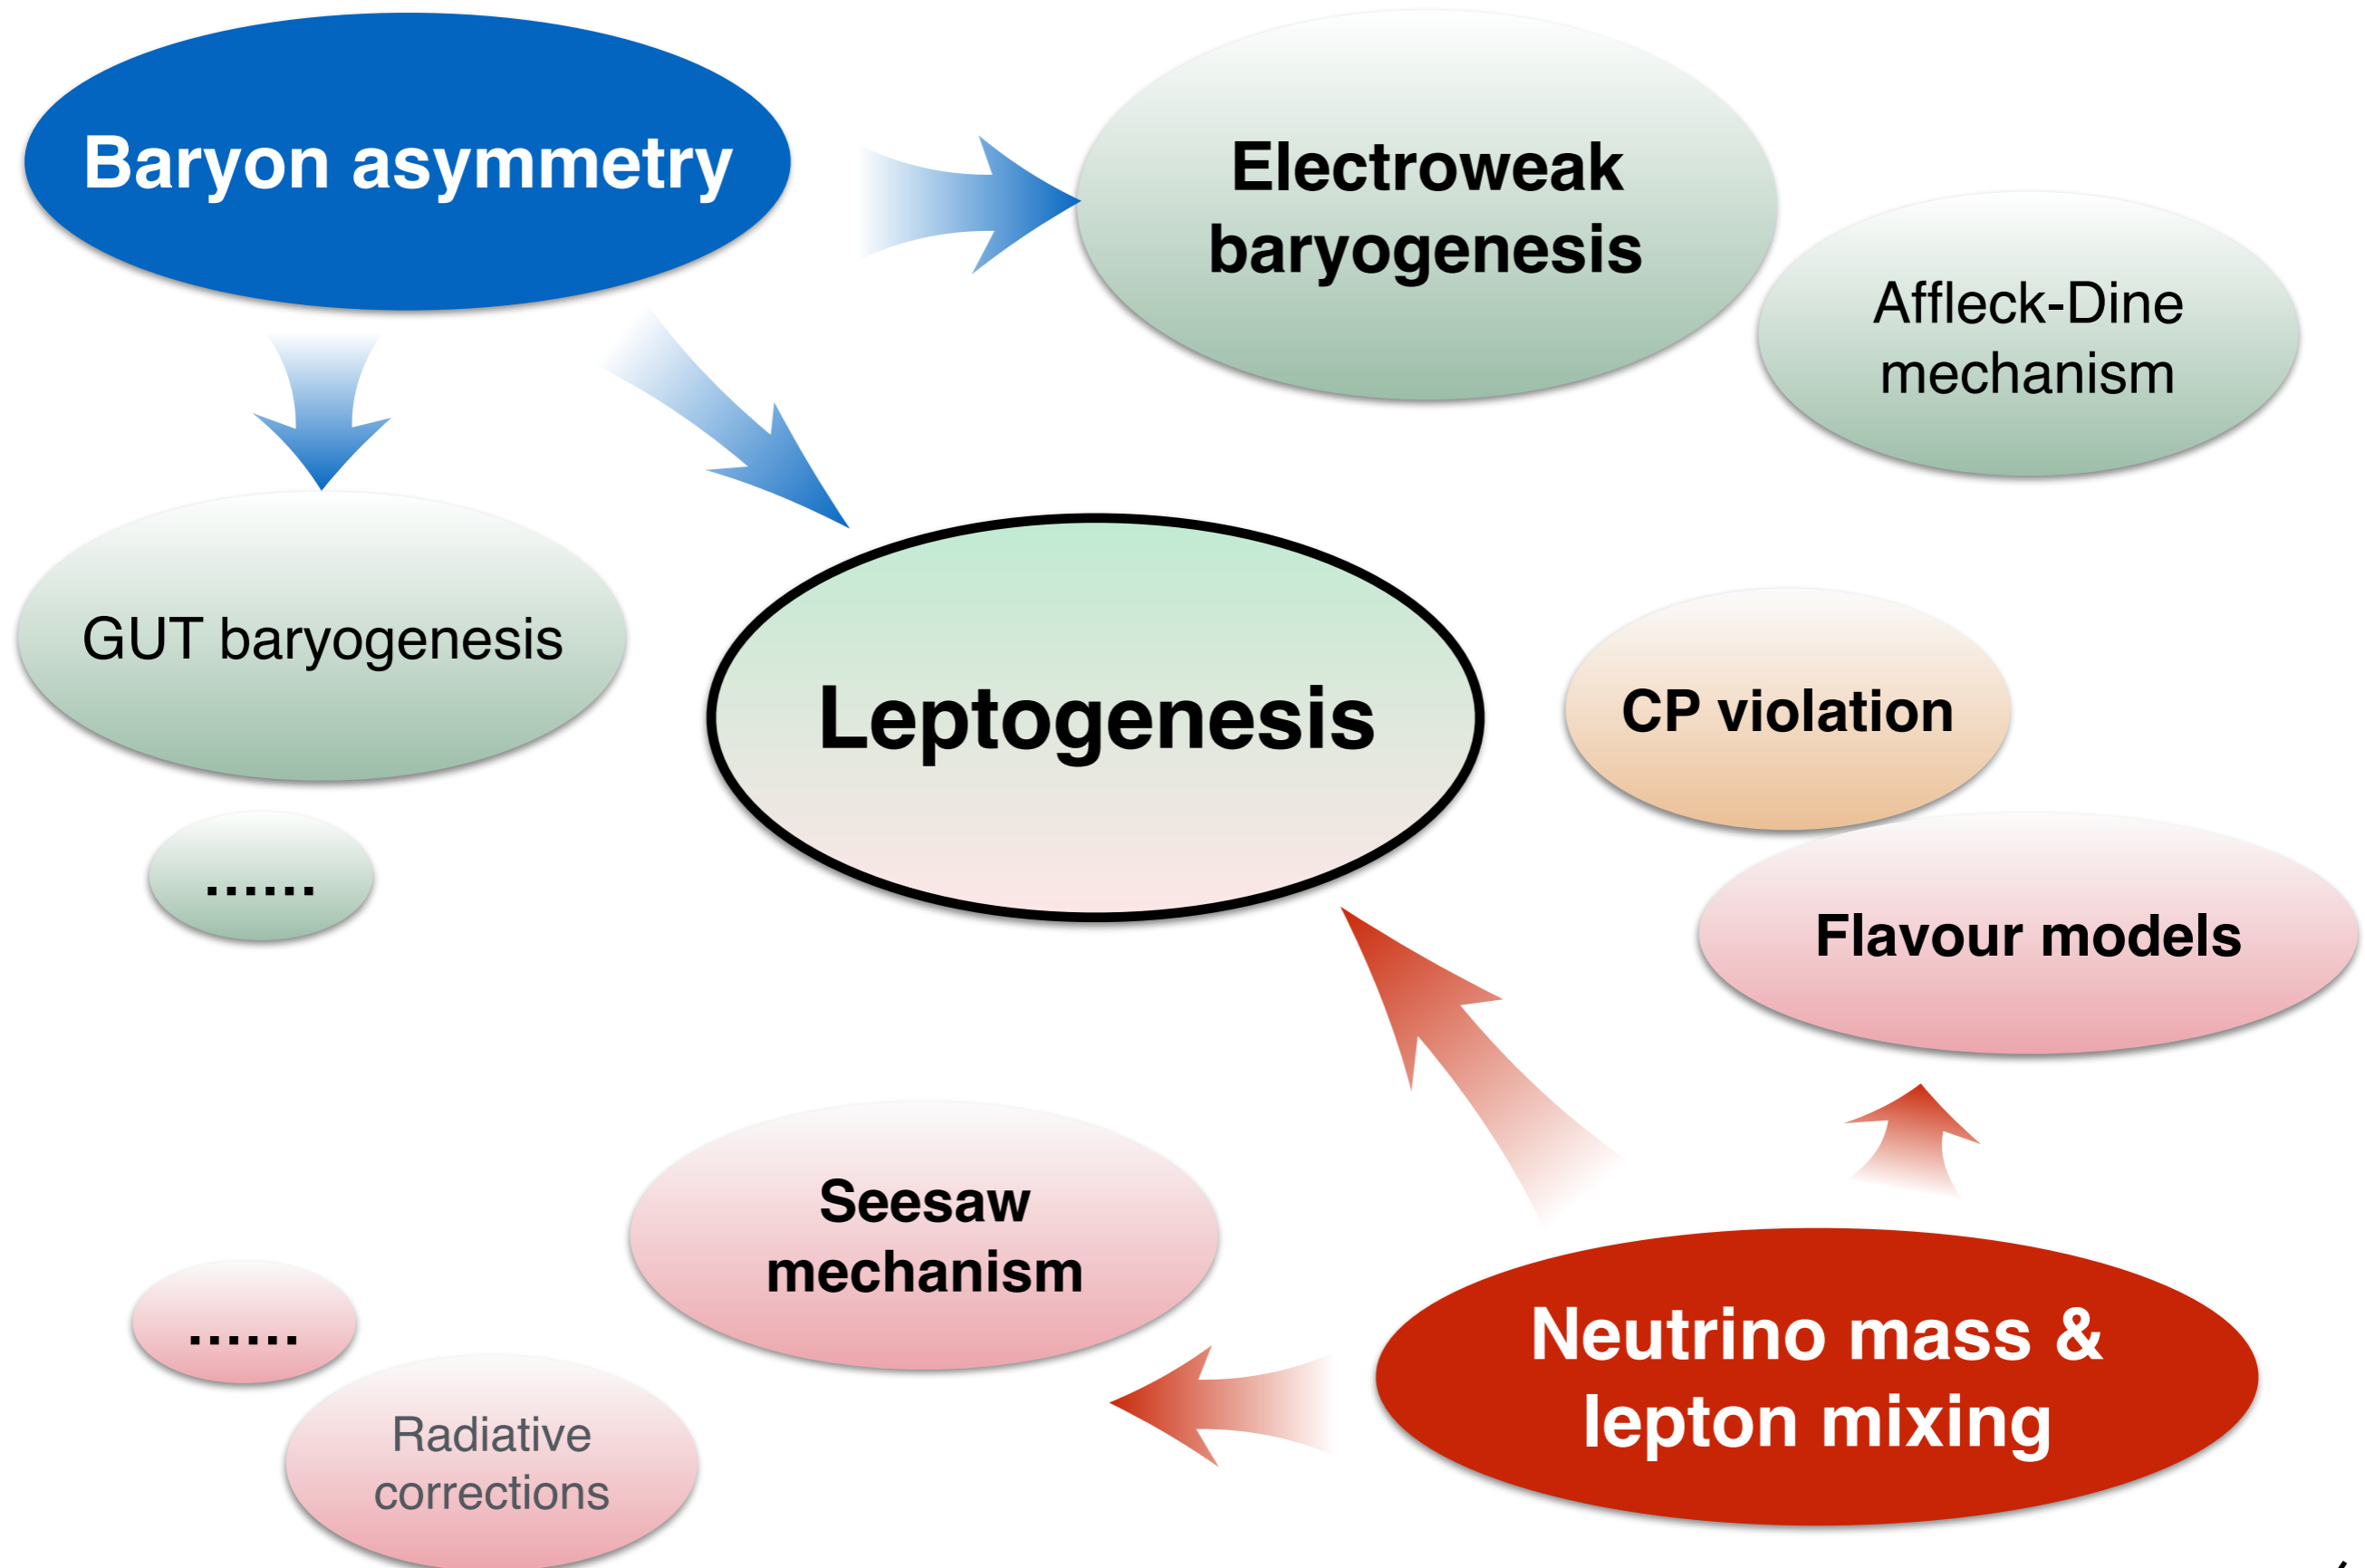 Baryon asymmetry
Electroweak
baryogenesis
Affleck-Dine
mechanism
GUT baryogenesis
......
Leptogenesis
CP violation
Flavour models
Seesaw
mechanism
......
Radiative
corrections
Neutrino mass &
lepton mixing